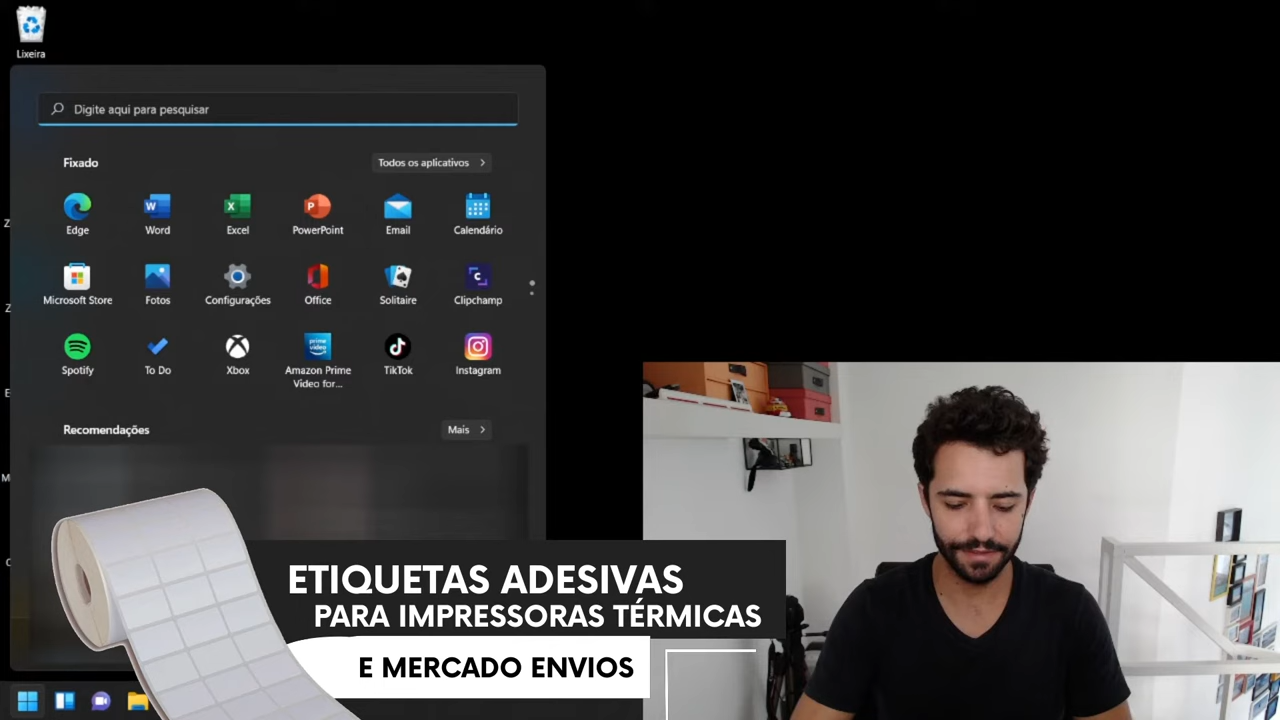 Lixeira
Digite aqui para pesquisar
Fixado
Todos os aplicativos
Edge
Word
Excel
PowerPoint
Email
Calendário
Microsoft Store
Fotos
Configurações
Office
Solitaire
Clipchamp
Spotify
To Do
Xbox
prime video
Amazon Prime
Video for...
TikTok
Instagram
Recomendações
Mais
ETIQUETAS ADESIVAS
PARA IMPRESSORAS TÉRMICAS
E MERCADO ENVIOS